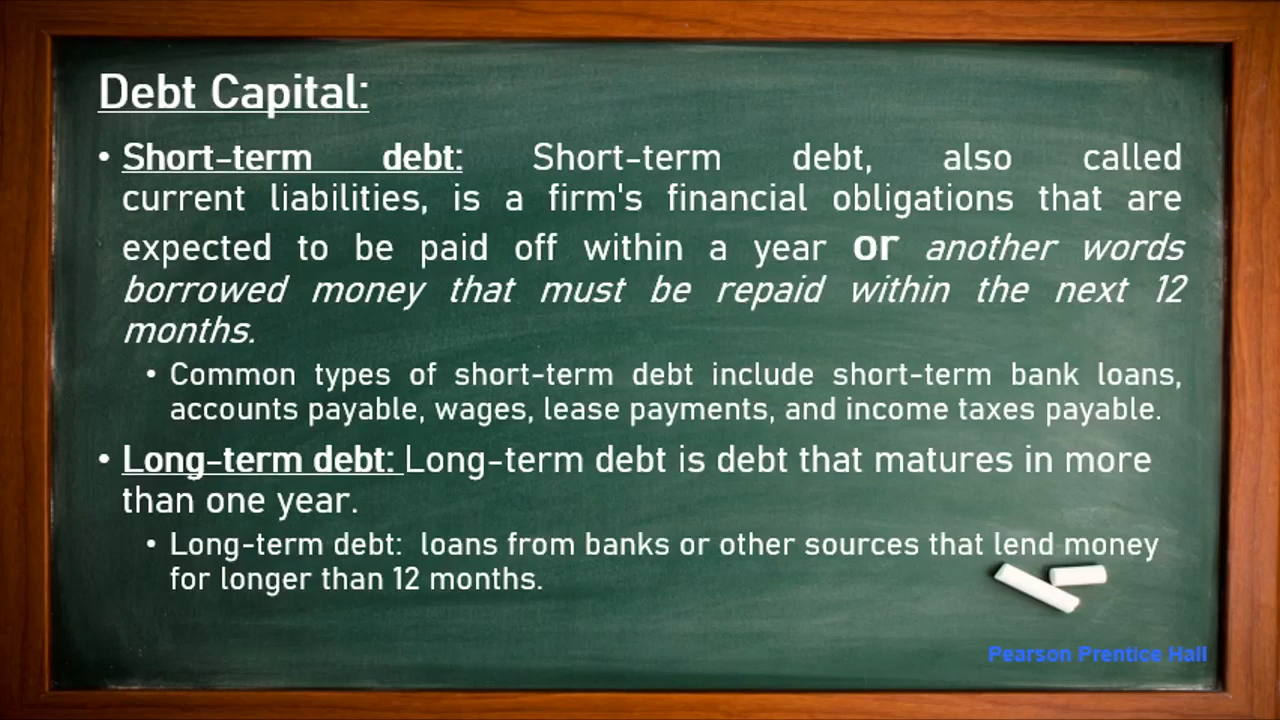 Debt Capital:
• Short-term debt: Short-term debt, also called
current liabilities, is a firm's financial obligations that are
expected to be paid off within a year or another words
borrowed money that must be repaid within the next 12
months.
• Common types of short-term debt include short-term bank loans,
accounts payable, wages, lease payments, and income taxes payable.
• Long-term debt: Long-term debt is debt that matures in more
than one year.
• Long-term debt: loans from banks or other sources that lend money
for longer than 12 months.
Pearson Prentice Hall